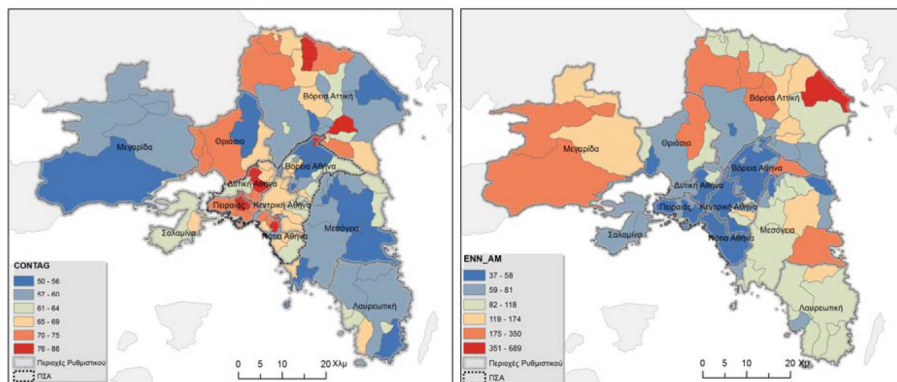 Βόρεια Αττική
Μεγαρίδα
Θριάσιο
Βόρεια Αθήνα
Δυτική Αθήνα
Πειραιάς
Κεντρική Αθήνα
Σαλαμίνα
Νότια Αθήνα
Μεσόγεια
Λαυρεωτική
CONTAG
50 - 56
57 - 60
61 - 64
65 - 69
70 - 75
76 - 86
Περιοχές Ρυθμιστικού
ΠΣΑ
0 5 10 20 Χλμ
Βόρεια Αττική
Μεγαρίδα
Θριάσιο
Βόρεια Αθήνα
Δυτική Αθήνα
Πειραιάς
Κεντρική Αθήνα
Σαλαμίνα
Νότια Αθήνα
Μεσόγεια
Λαυρεωτική
ENN_AM
37 - 58
59 - 81
82 - 118
119 - 174
175 - 350
351 - 689
Περιοχές Ρυθμιστικού
ΠΣΑ
0 5 10 20